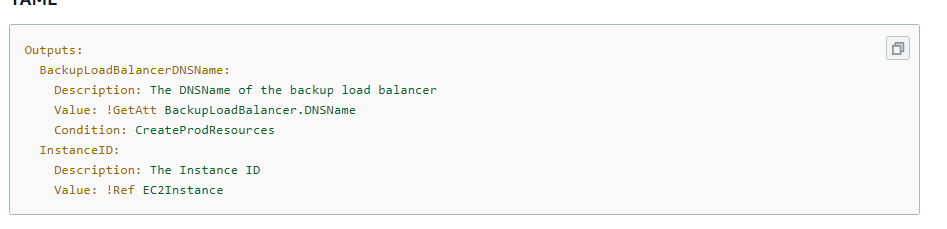 YAML
Outputs:
  BackupLoadBalancerDNSName:
    Description: The DNSName of the backup load balancer
    Value: !GetAtt BackupLoadBalancer.DNSName
    Condition: CreateProdResources
  InstanceID:
    Description: The Instance ID
    Value: !Ref EC2Instance